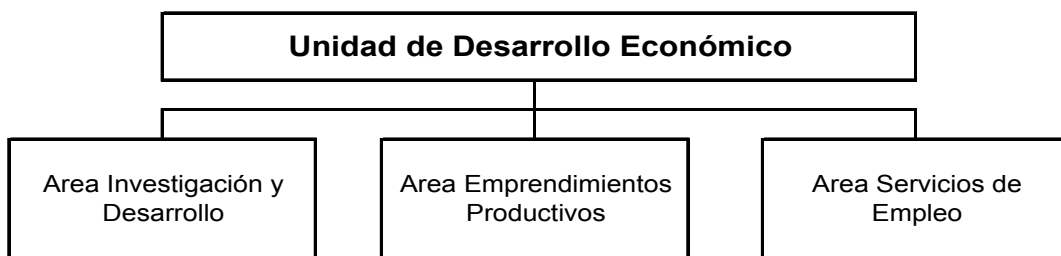 Unidad de Desarrollo Económico
Area Investigación y
Desarrollo
Area Emprendimientos
Productivos
Area Servicios de
Empleo